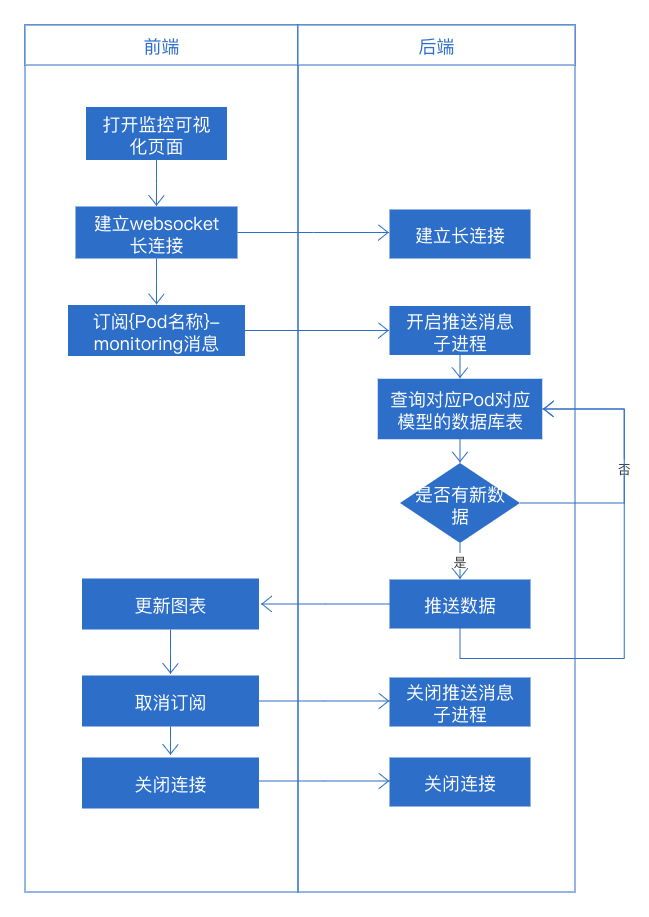 前端
后端
打开监控可视
化页面
建立websocket
长连接
建立长连接
订阅{Pod名称}-
monitoring消息
开启推送消息
子进程
查询对应Pod对应
模型的数据库表
否
是否有新数
据
是
更新图表
推送数据
取消订阅
关闭推送消息
子进程
关闭连接
关闭连接